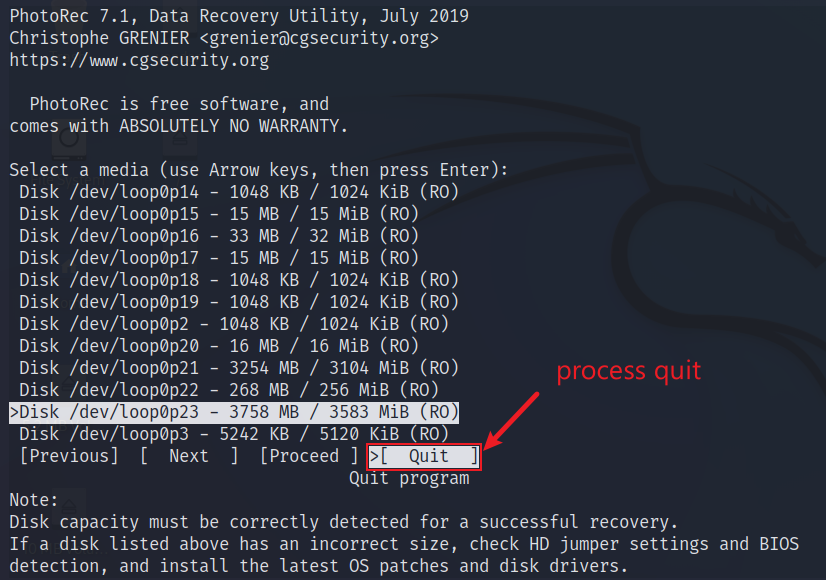 PhotoRec 7.1, Data Recovery Utility, July 2019
Christophe GRENIER <grenier@cgsecurity.org>
https://www.cgsecurity.org
PhotoRec is free software, and
comes with ABSOLUTELY NO WARRANTY.
Select a media (use Arrow keys, then press Enter):
Disk /dev/loop0p14 - 1048 KB / 1024 KiB (RO)
Disk /dev/loop0p15 - 15 MB / 15 MiB (RO)
Disk /dev/loop0p16 - 33 MB / 32 MiB (RO)
Disk /dev/loop0p17 - 15 MB / 15 MiB (RO)
Disk /dev/loop0p18 - 1048 KB / 1024 KiB (RO)
Disk /dev/loop0p19 - 1048 KB / 1024 KiB (RO)
Disk /dev/loop0p2 - 1048 KB / 1024 KiB (RO)
Disk /dev/loop0p20 - 16 MB / 16 MiB (RO)
Disk /dev/loop0p21 - 3254 MB / 3104 MiB (RO)
Disk /dev/loop0p22 - 268 MB / 256 MiB (RO)
>Disk /dev/loop0p23 - 3758 MB / 3583 MiB (RO)
Disk /dev/loop0p3 - 5242 KB / 5120 KiB (RO)
[Previous]  [  Next  ]  [Proceed ] >[  Quit  ]
Quit program
process quit
Note:
Disk capacity must be correctly detected for a successful recovery.
If a disk listed above has an incorrect size, check HD jumper settings and BIOS
detection, and install the latest OS patches and disk drivers.